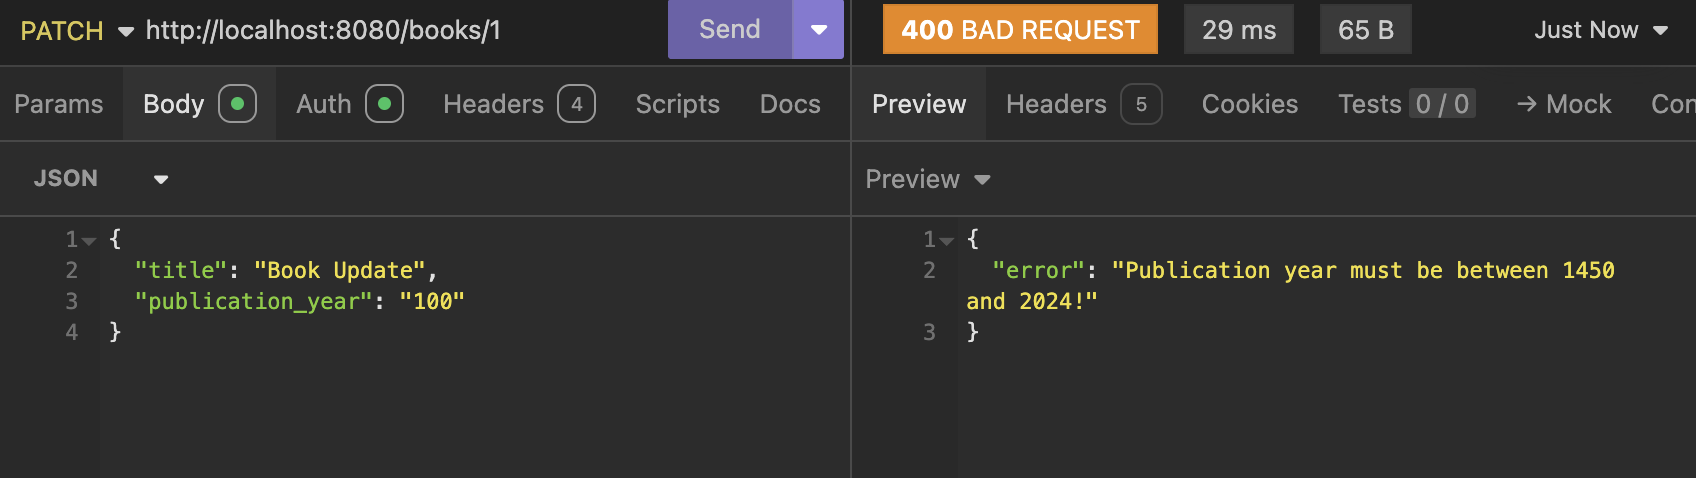 PATCH http://localhost:8080/books/1 Send
400 BAD REQUEST 29 ms 65 B Just Now
Params Body Auth Headers 4 Scripts Docs
Preview Headers 5 Cookies Tests 0 / 0 → Mock Con
JSON
Preview
1 {
2 "title": "Book Update",
3 "publication_year": "100"
4 }
1 {
2 "error": "Publication year must be between 1450
and 2024!"
3 }